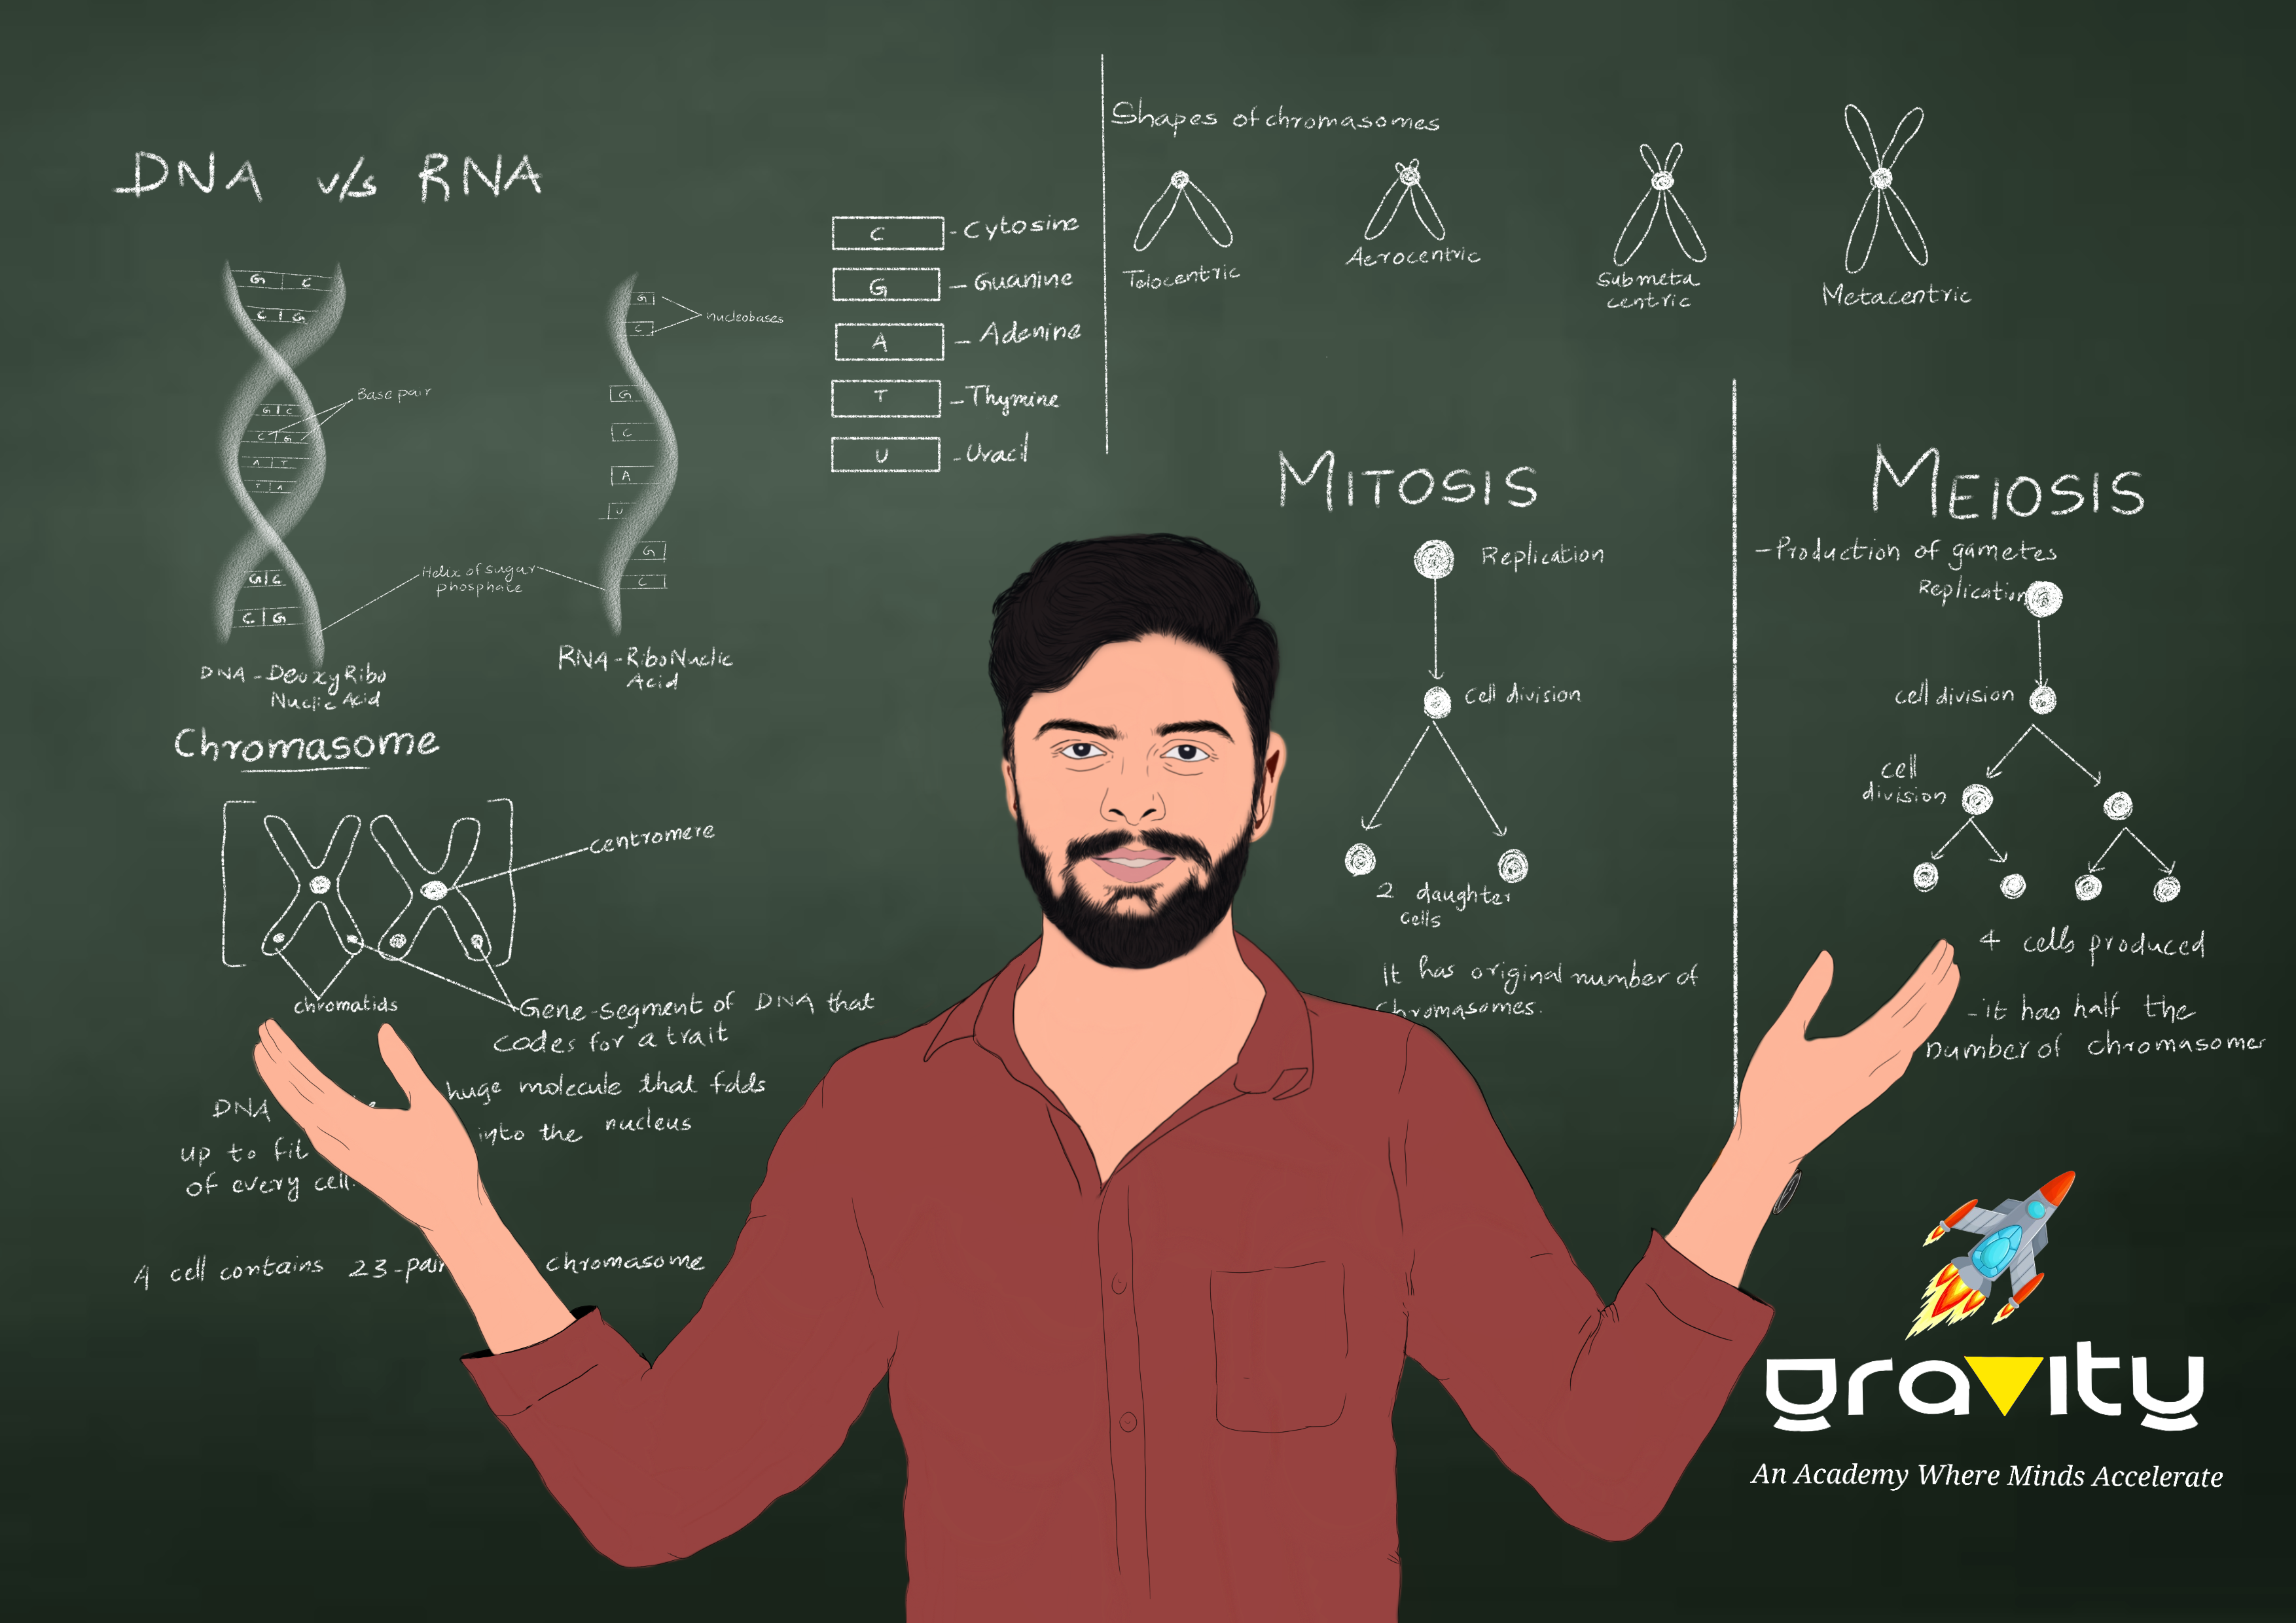 DNA v/s RNA
G C
C G
G C
C G
A T
T A
G C
C G
Base pair
Helix of sugar
phosphate
DNA - DeoxyRibo
Nuclic Acid
G
C
G
C
A
U
G
C
nucleobases
RNA - RiboNuclic
Acid
C - Cytosine
G - Guanine
A - Adenine
T - Thymine
U - Uracil
Shapes of chromasomes
Telocentric
Aerocentric
Submeta
centric
Metacentric
Chromasome
centromere
chromatids
Gene-segment of DNA that
codes for a trait
DNA huge molecule that folds
up to fit into the nucleus
of every cell.
A cell contains 23-pair chromasome
MITOSIS
Replication
Cell division
2 daughter
cells
it has original number of
chromasomes.
MEIOSIS
- Production of gametes
Replication
cell division
cell
division
4 cells produced
- it has half the
number of chromasomes
gravity
An Academy Where Minds Accelerate